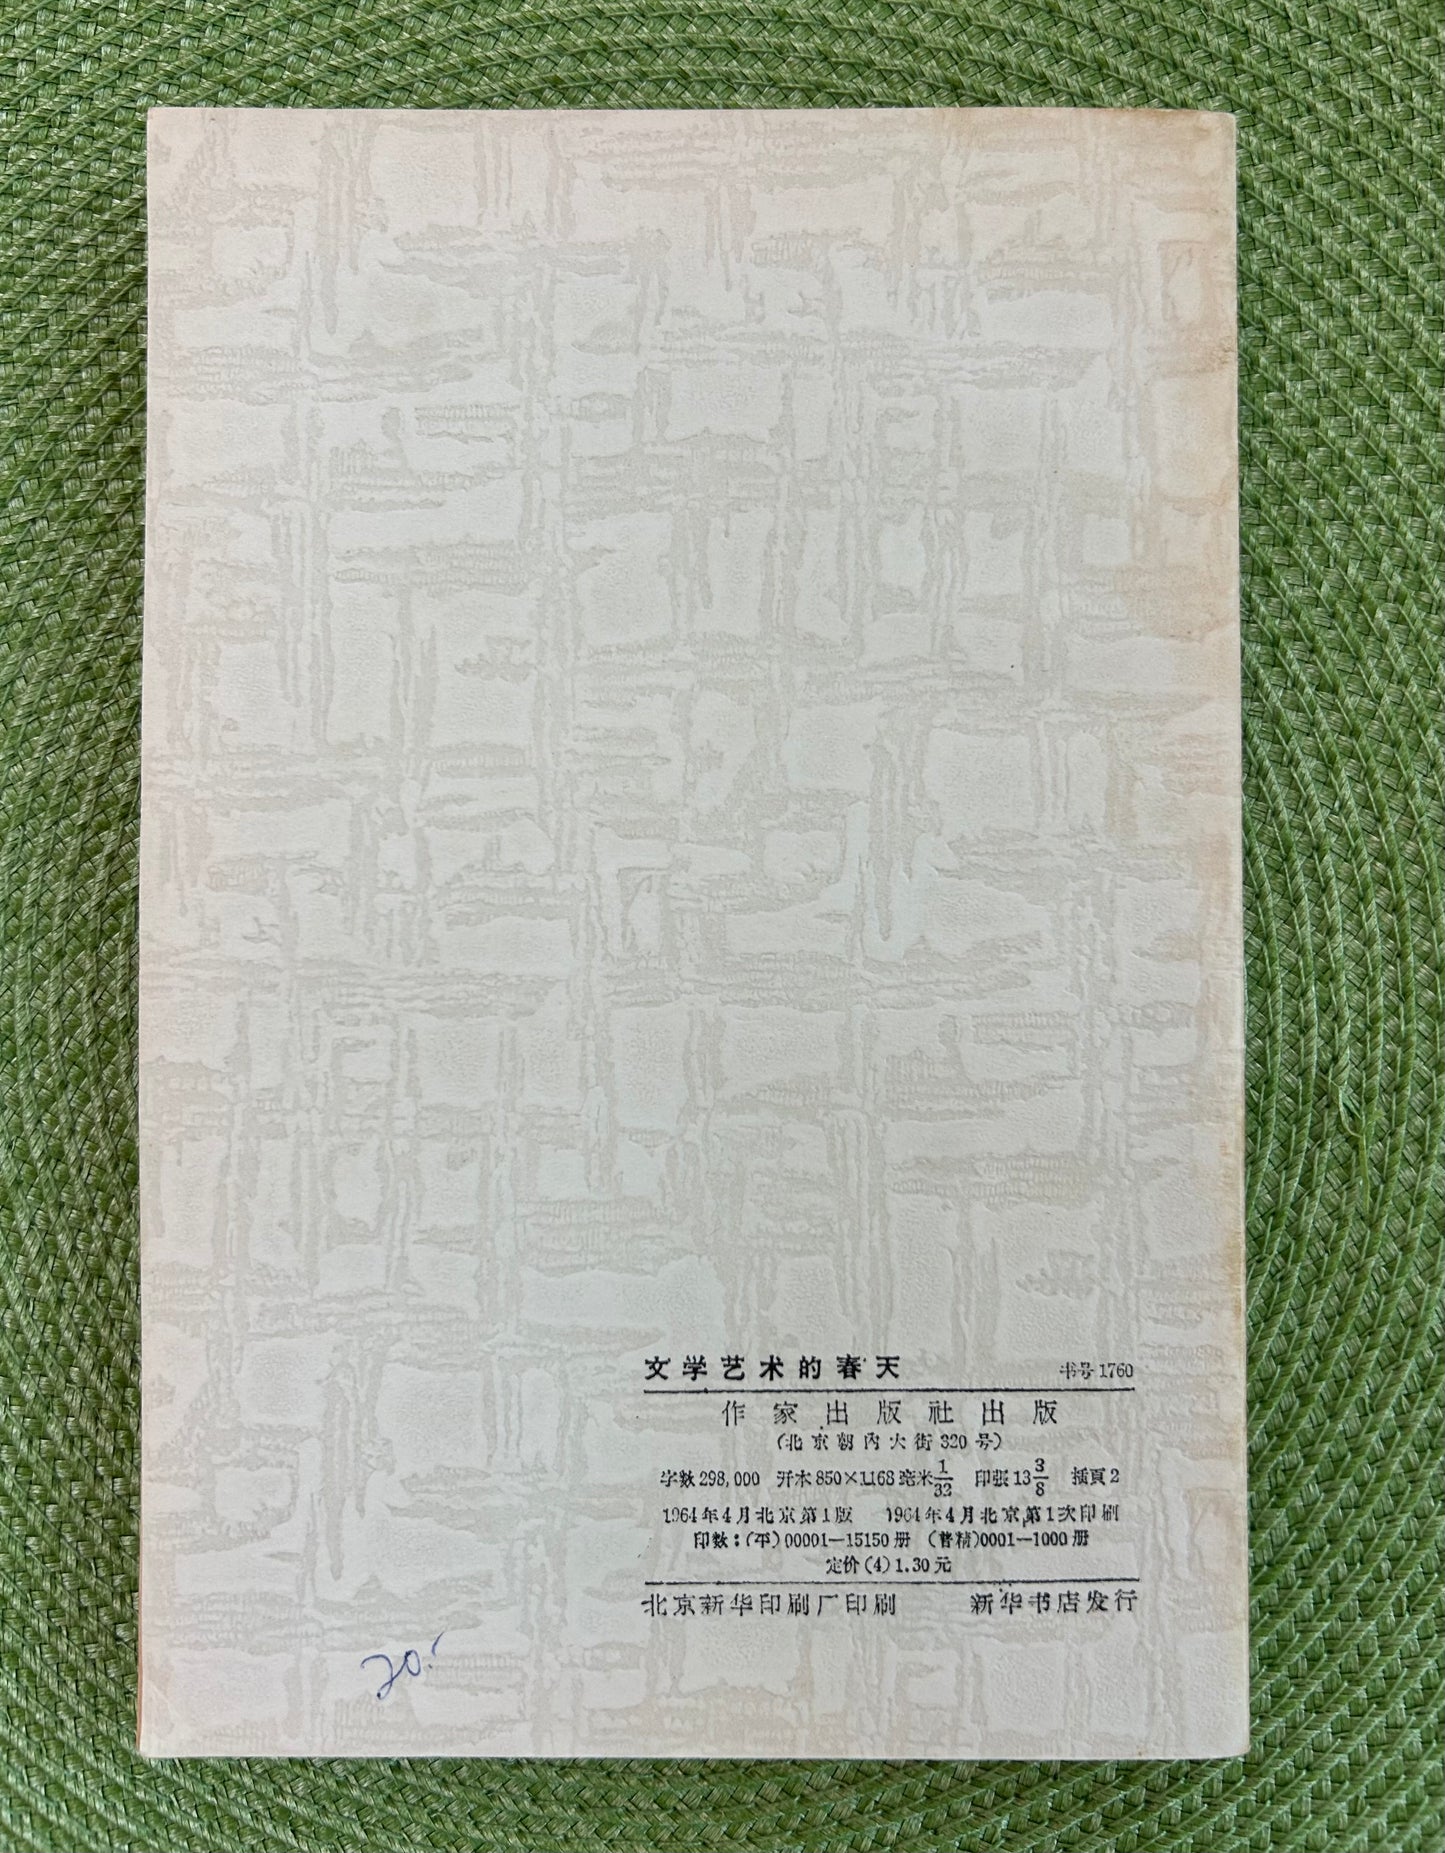 文学艺术的春天 书号1760
作家出版社出版
(北京朝内大街320号)
字数298,000 开本850×1168毫米1/32 印张13 3/8 插頁2
1964年4月北京第1版 1964年4月北京第1次印刷
印数:(平)00001—15150册 (普精)0001—1000册
定价(4)1.30元
北京新华印刷厂印刷 新华书店发行
20.